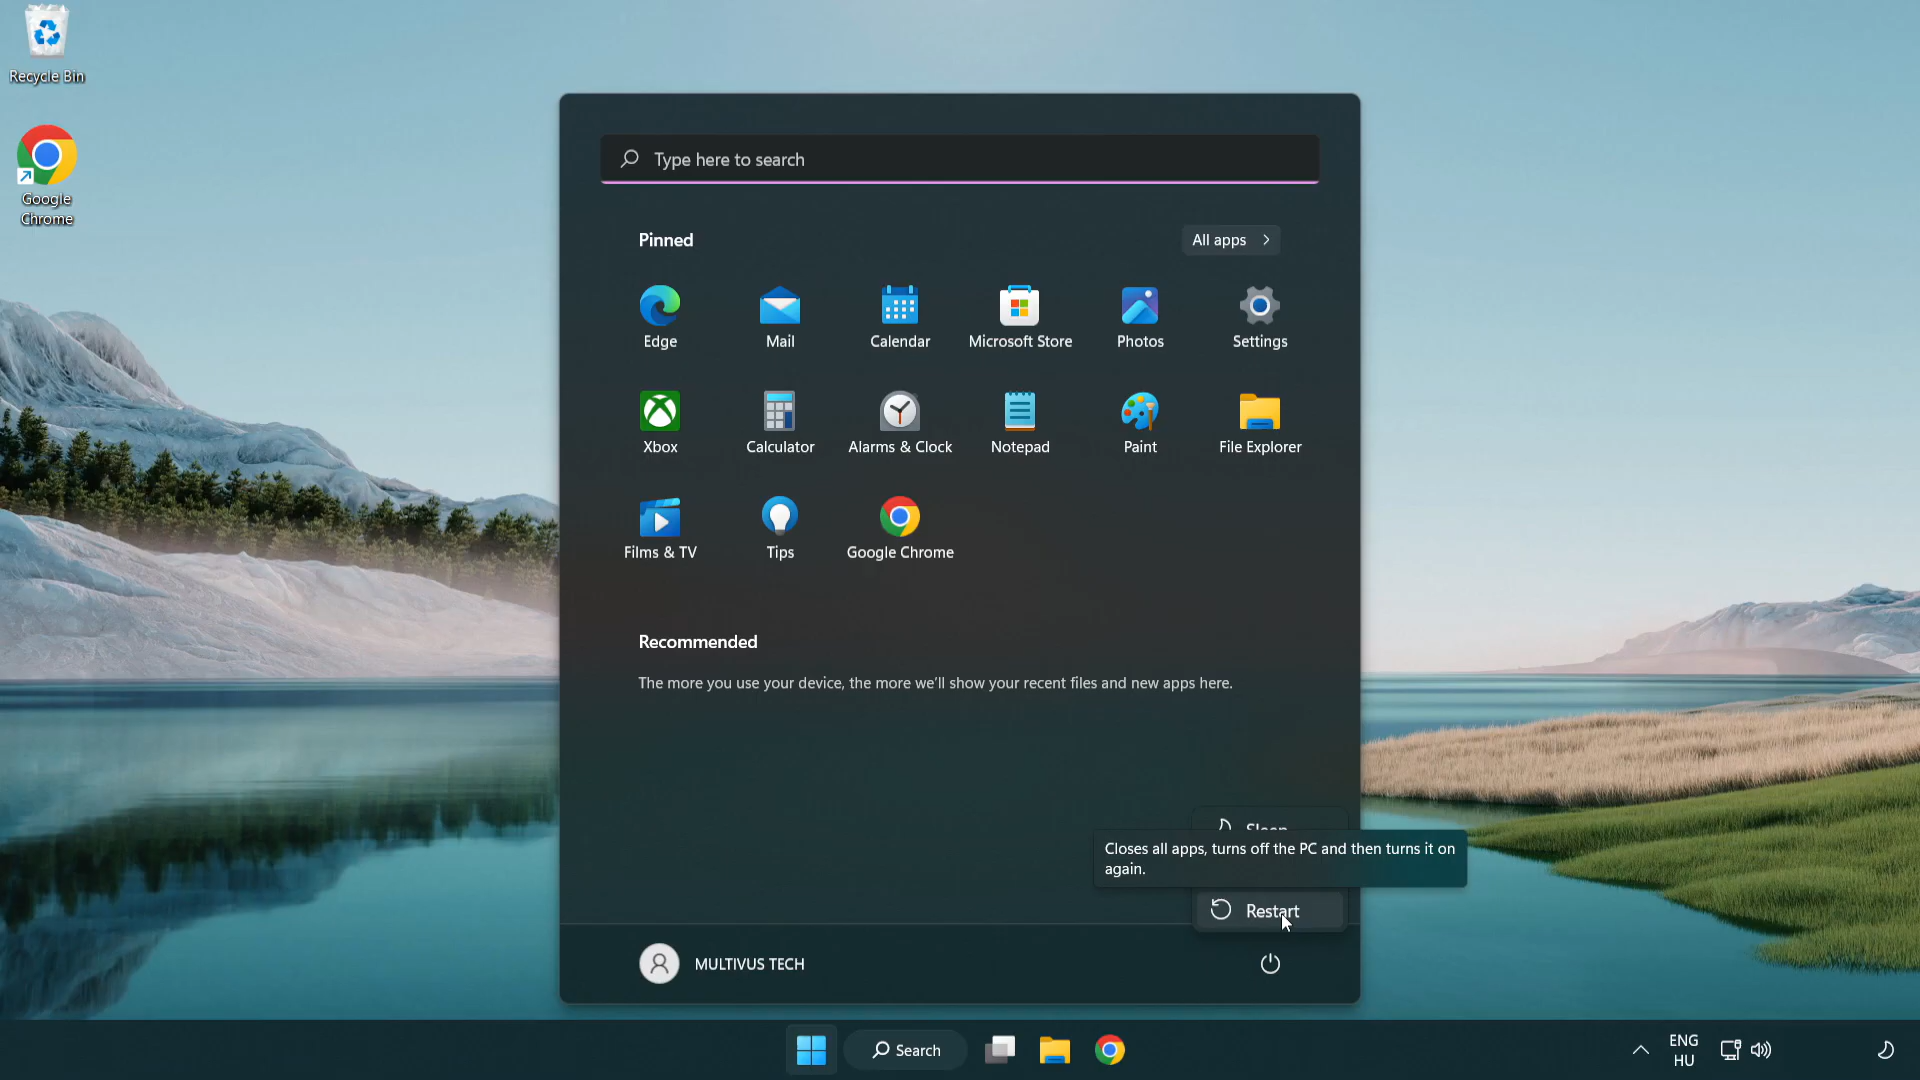 Recycle Bin
Google
Chrome
Type here to search
Pinned
All apps
Edge
Mail
Calendar
Microsoft Store
Photos
Settings
Xbox
Calculator
Alarms & Clock
Notepad
Paint
File Explorer
Films & TV
Tips
Google Chrome
Recommended
The more you use your device, the more we'll show your recent files and new apps here.
Sleep
Closes all apps, turns off the PC and then turns it on
again.
Restart
MULTIVUS TECH
Search
ENG
HU